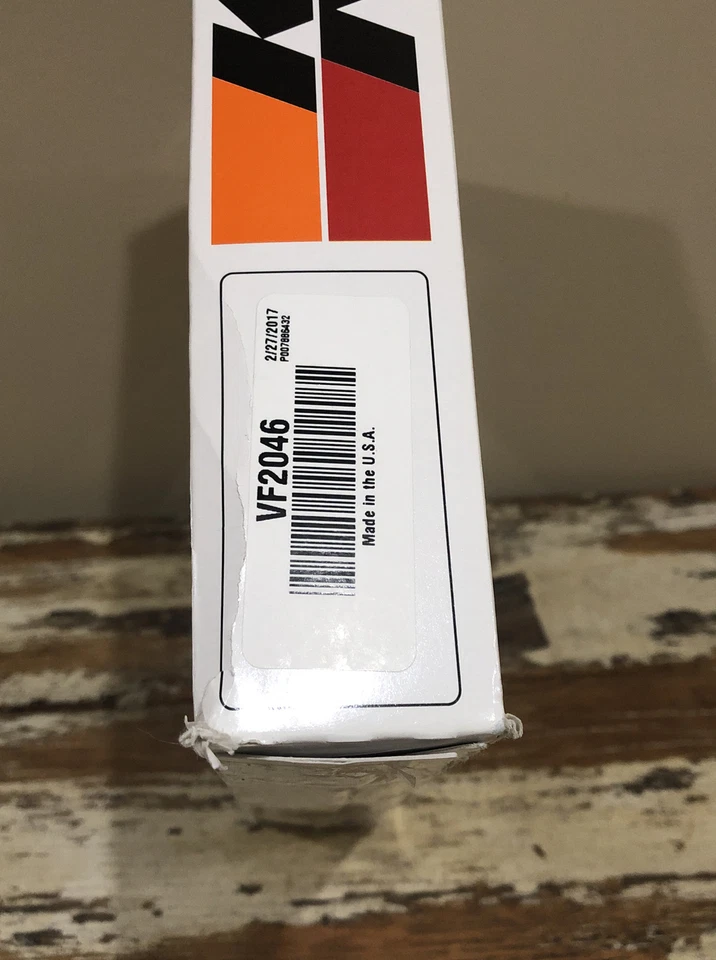 2/27/2017
P007886432
VF2046
Made in the U.S.A.